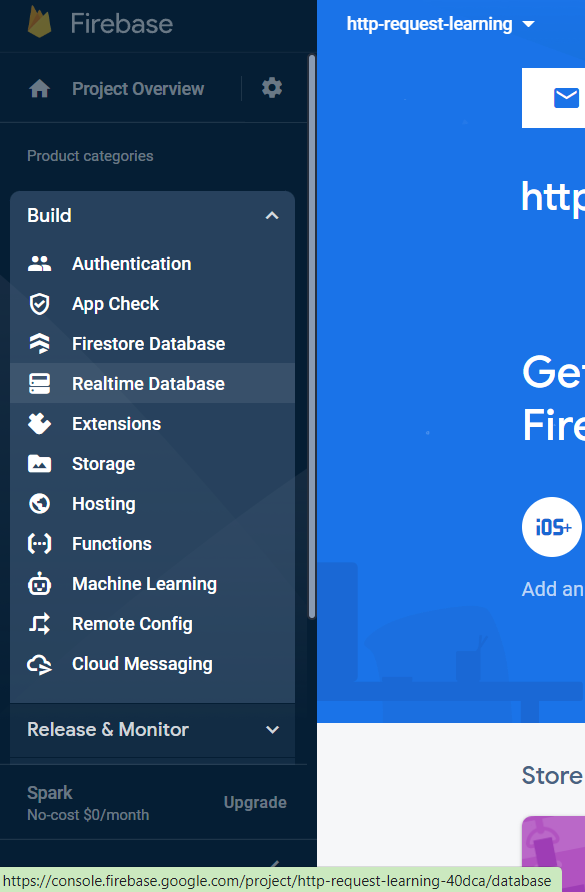 Firebase
Project Overview
Product categories
Build
Authentication
App Check
Firestore Database
Realtime Database
Extensions
Storage
Hosting
Functions
Machine Learning
Remote Config
Cloud Messaging
Release & Monitor
Spark
No-cost $0/month
Upgrade
http-request-learning
http
Get
Fire
iOS+
Add an
Store
https://console.firebase.google.com/project/http-request-learning-40dca/database